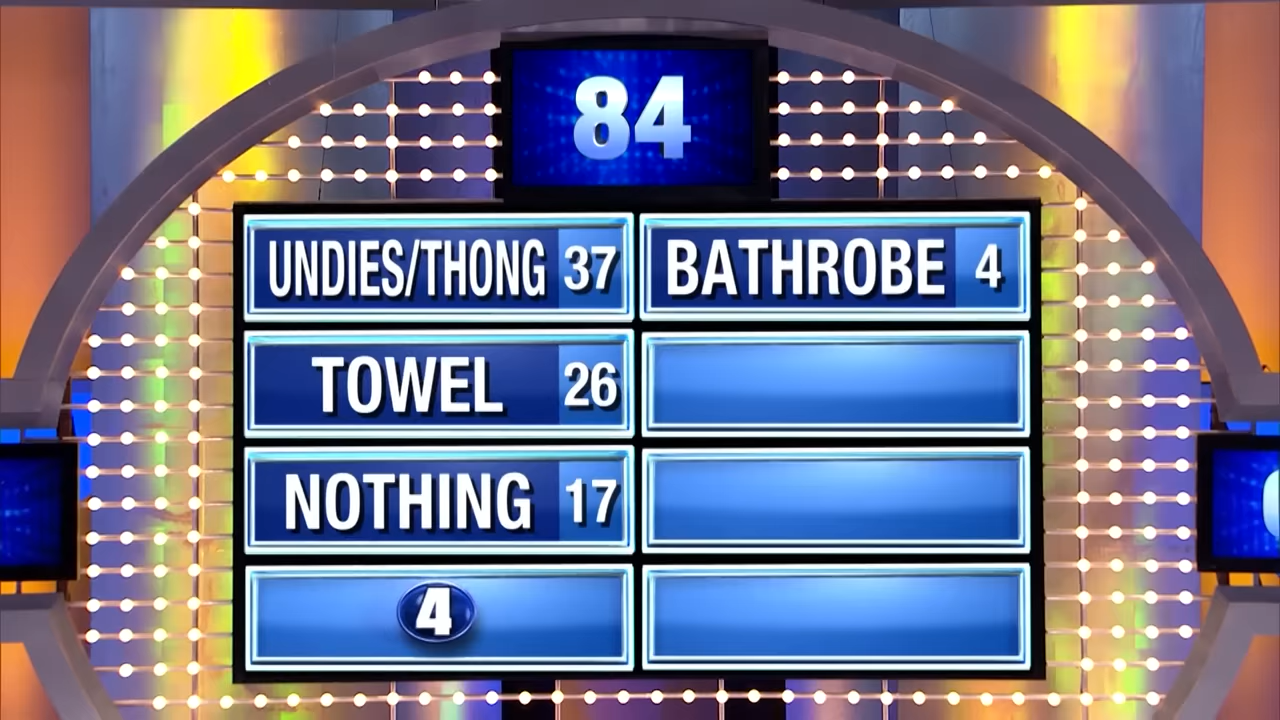 84
UNDIES/THONG 37
BATHROBE 4
TOWEL 26
NOTHING 17
4